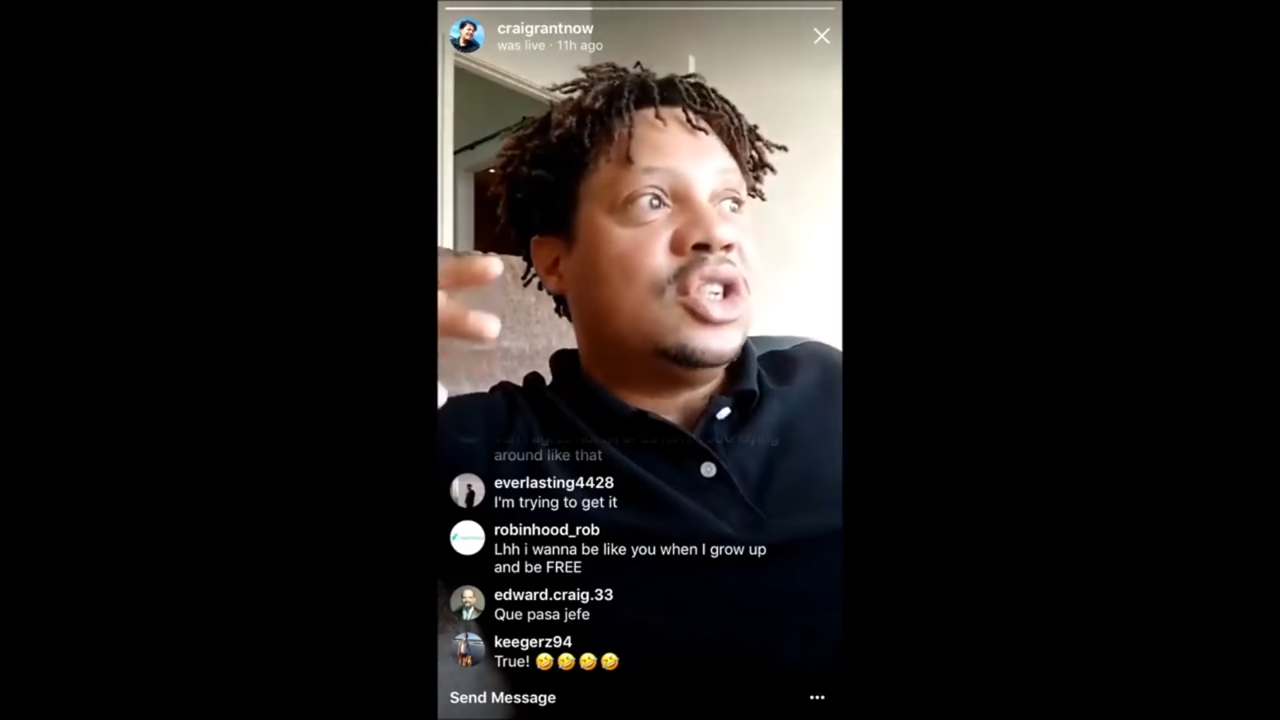 craigrantnow
was live · 11h ago
around like that
everlasting4428
I'm trying to get it
robinhood_rob
Lhh i wanna be like you when I grow up
and be FREE
edward.craig.33
Que pasa jefe
keegerz94
True! 🤣🤣🤣🤣
Send Message